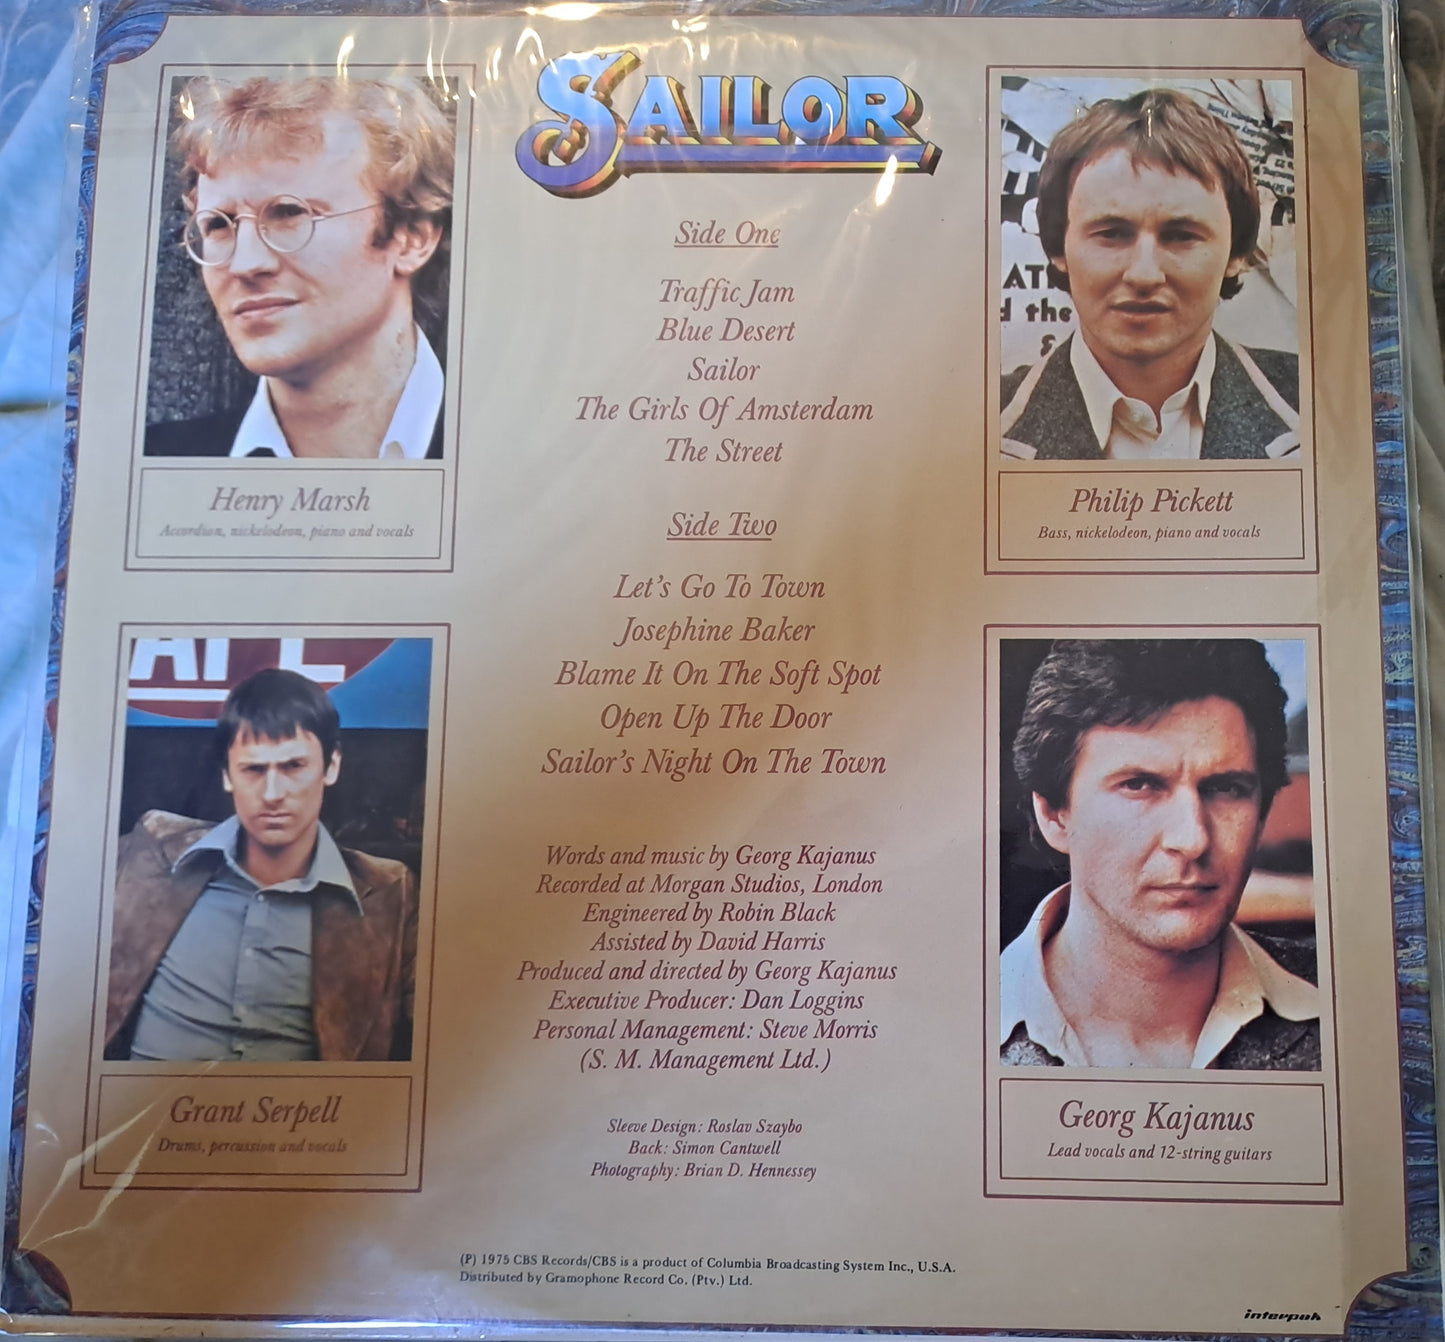 SAILOR
Side One
Traffic Jam
Blue Desert
Sailor
The Girls Of Amsterdam
The Street
Side Two
Let's Go To Town
Josephine Baker
Blame It On The Soft Spot
Open Up The Door
Sailor's Night On The Town
Henry Marsh
Accordion, nickelodeon, piano and vocals
Philip Pickett
Bass, nickelodeon, piano and vocals
Grant Serpell
Drums, percussion and vocals
Georg Kajanus
Lead vocals and 12-string guitars
Words and music by Georg Kajanus
Recorded at Morgan Studios, London
Engineered by Robin Black
Assisted by David Harris
Produced and directed by Georg Kajanus
Executive Producer: Dan Loggins
Personal Management: Steve Morris
(S. M. Management Ltd.)
Sleeve Design: Roslav Szaybo
Back: Simon Cantwell
Photography: Brian D. Hennessey
(P) 1975 CBS Records/CBS is a product of Columbia Broadcasting System Inc., U.S.A.
Distributed by Gramophone Record Co. (Ptv.) Ltd.
interpak
d the
&